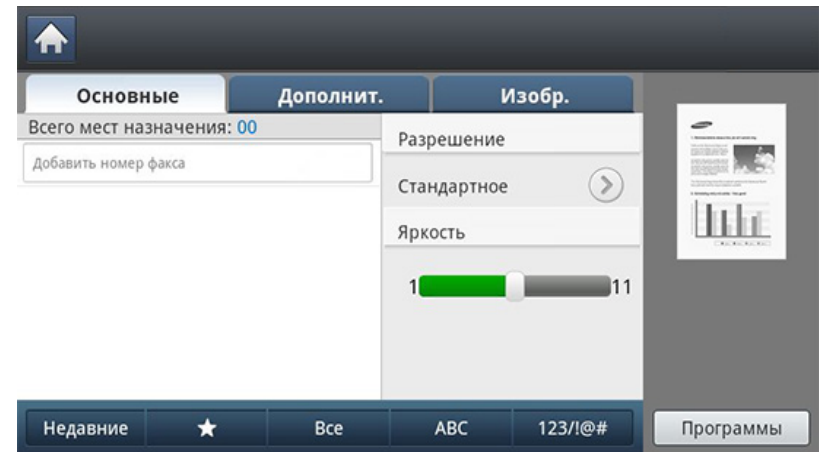 Основные
Дополнит.
Изобр.
Всего мест назначения: 00
Добавить номер факса
Разрешение
Стандартное
Яркость
1
11
Недавние
★
Все
ABC
123/!@#
Программы